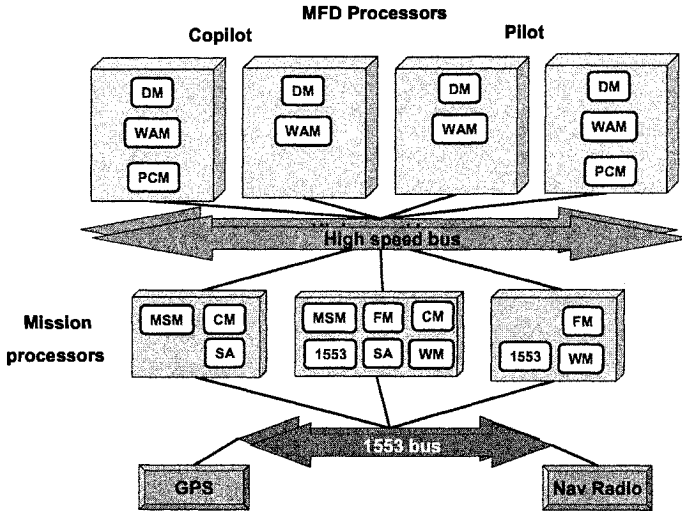 MFD Processors
Copilot
Pilot
DM
WAM
PCM
DM
WAM
DM
WAM
DM
WAM
PCM
High speed bus
Mission
processors
MSM CM
SA
MSM FM CM
1553 SA WM
FM
1553 WM
1553 bus
GPS
Nav Radio